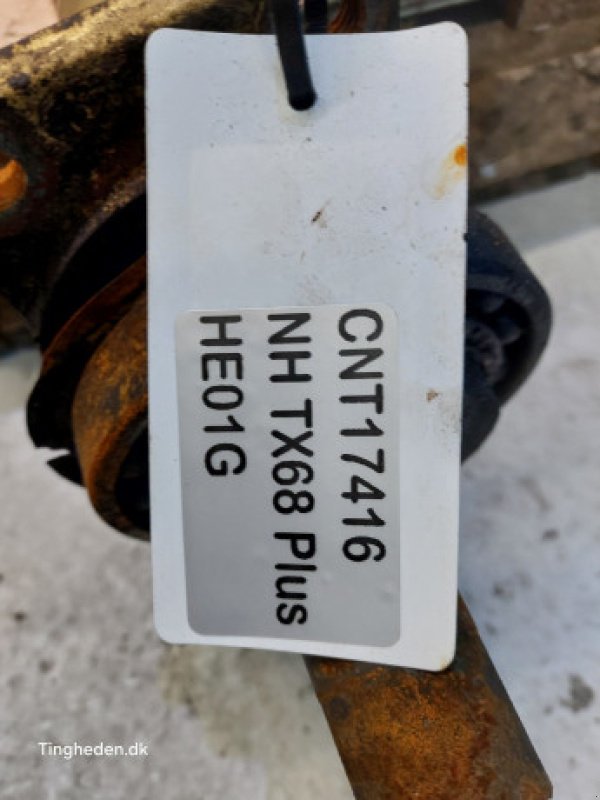 CNT17416
NH TX68 Plus
HE01G
Tingheden.dk